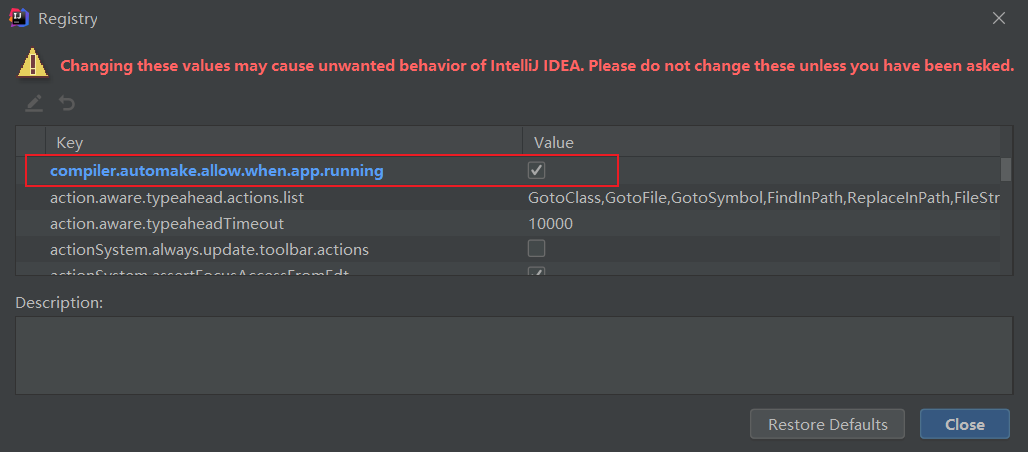 Registry
Changing these values may cause unwanted behavior of IntelliJ IDEA. Please do not change these unless you have been asked.
Key Value
compiler.automake.allow.when.app.running
action.aware.typeahead.actions.list GotoClass,GotoFile,GotoSymbol,FindInPath,ReplaceInPath,FileStr
action.aware.typeaheadTimeout 10000
actionSystem.always.update.toolbar.actions
actionSystem.assertFocusAccessFromEdt
Description:
Restore Defaults Close